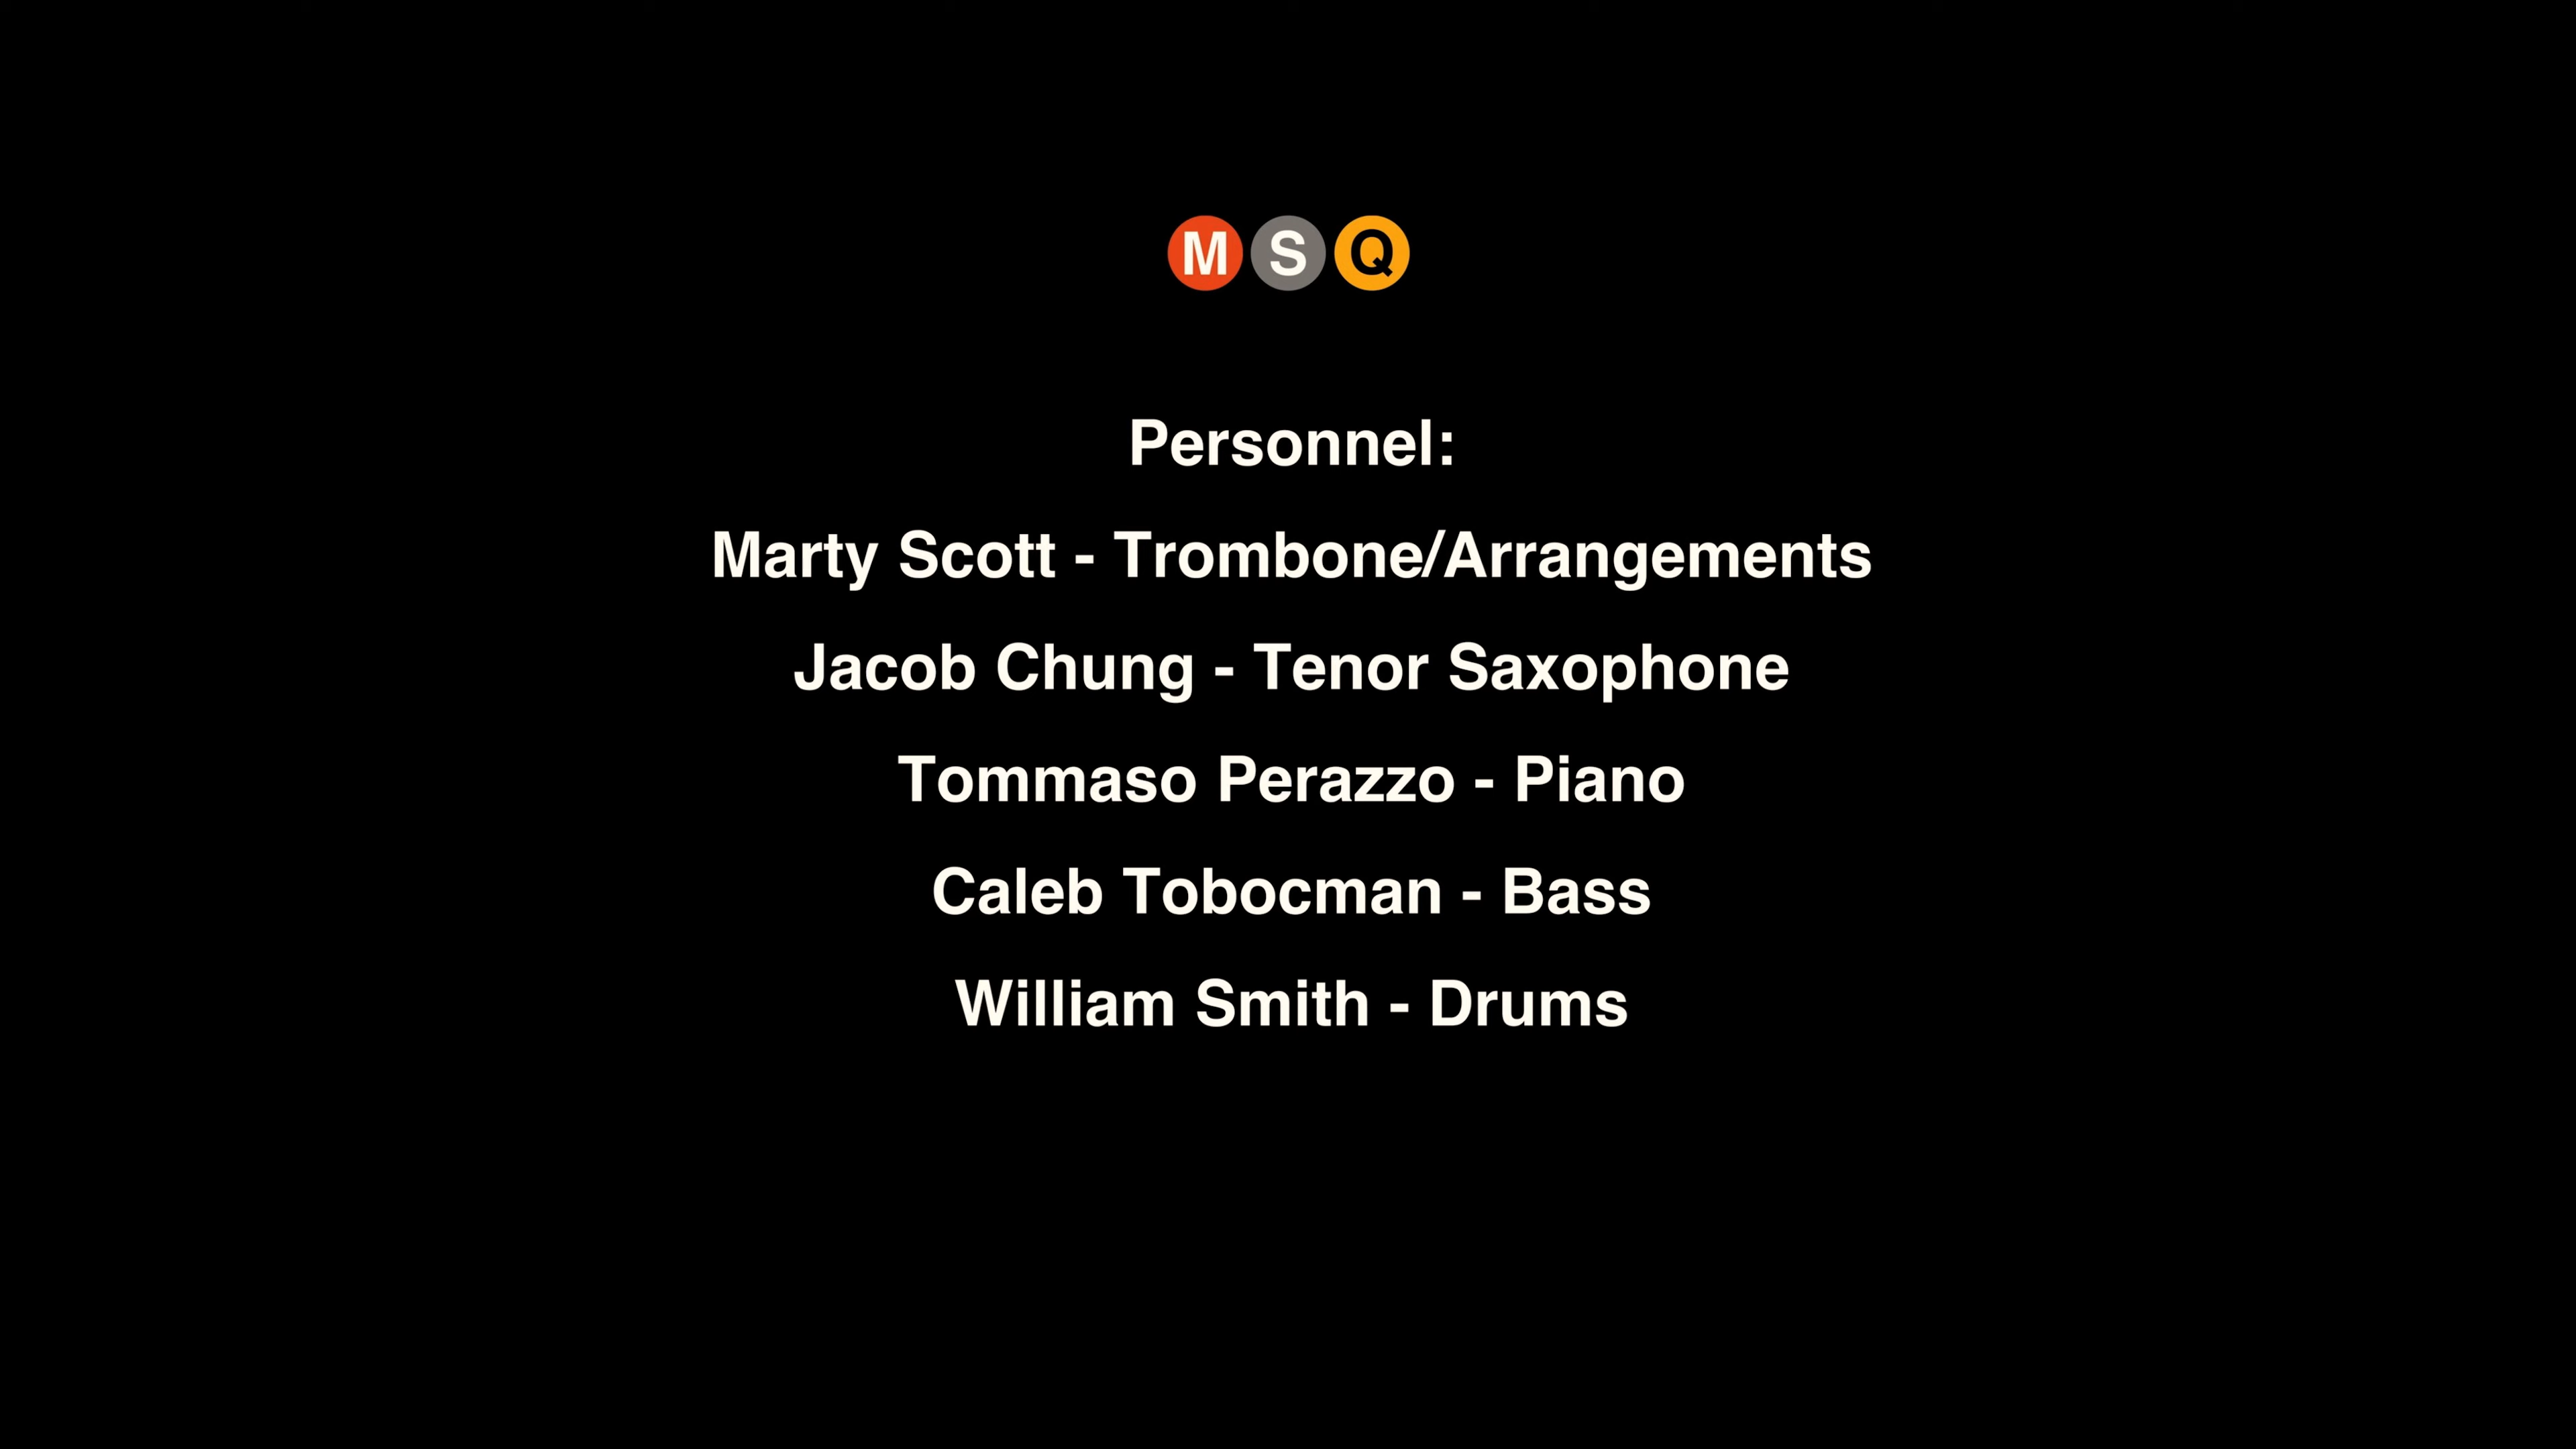 MSQ
Personnel:
Marty Scott - Trombone/Arrangements
Jacob Chung - Tenor Saxophone
Tommaso Perazzo - Piano
Caleb Tobocman - Bass
William Smith - Drums